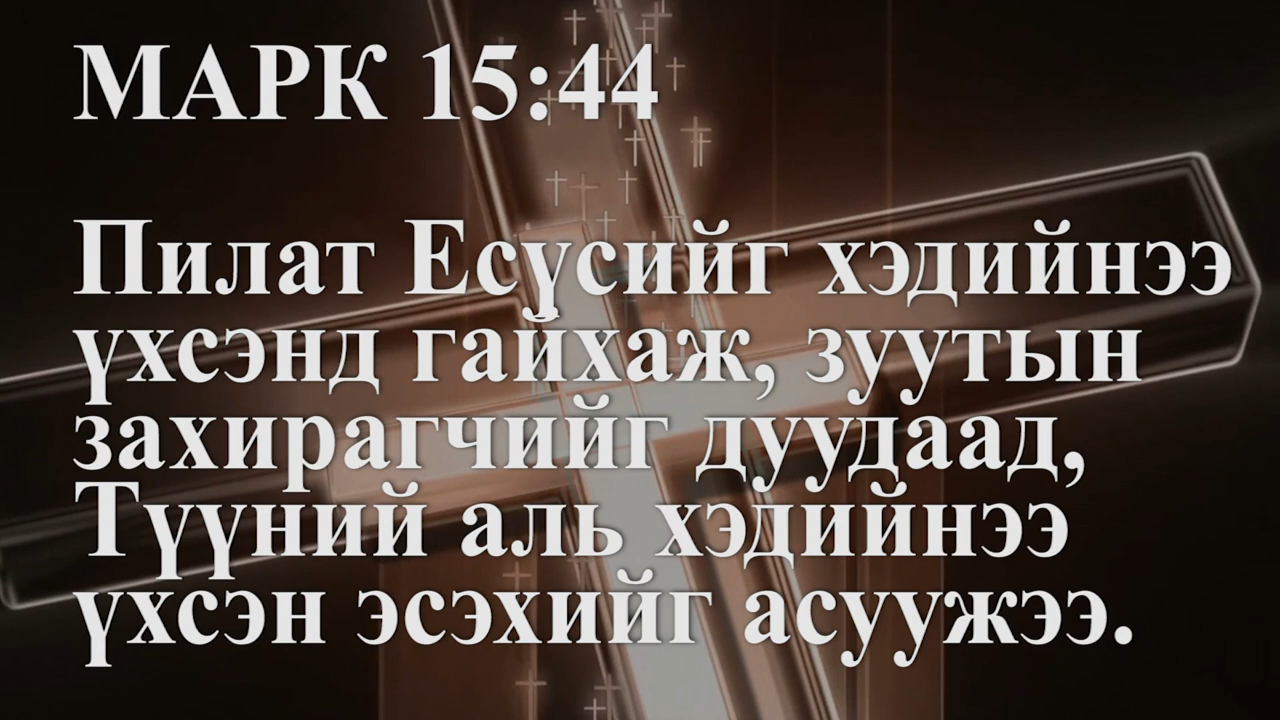 МАРК 15:44
Пилат Есүсийг хэдийнээ
үхсэнд гайхаж, зуутын
захирагчийг дуудаад,
Түүний аль хэдийнээ
үхсэн эсэхийг асуужээ.